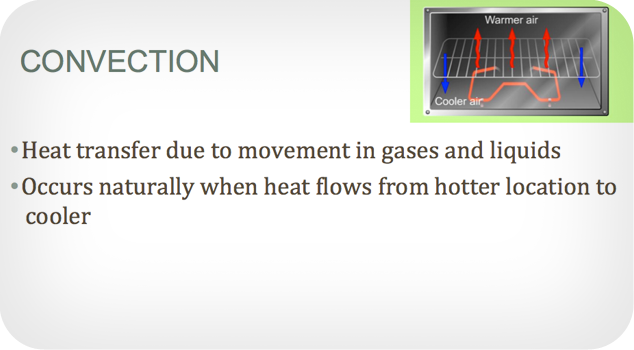 CONVECTION
Warmer air
Cooler air
•Heat transfer due to movement in gases and liquids
•Occurs naturally when heat flows from hotter location to
cooler